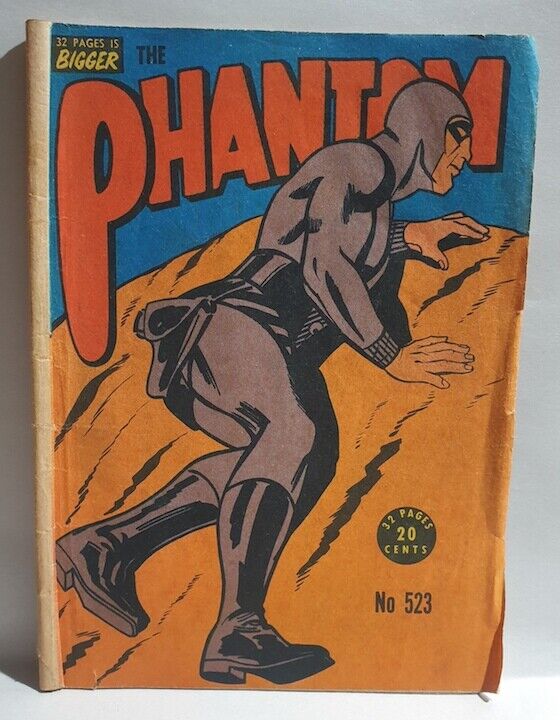 32 PAGES IS
BIGGER
THE
PHANTOM
32 PAGES
20
CENTS
No 523